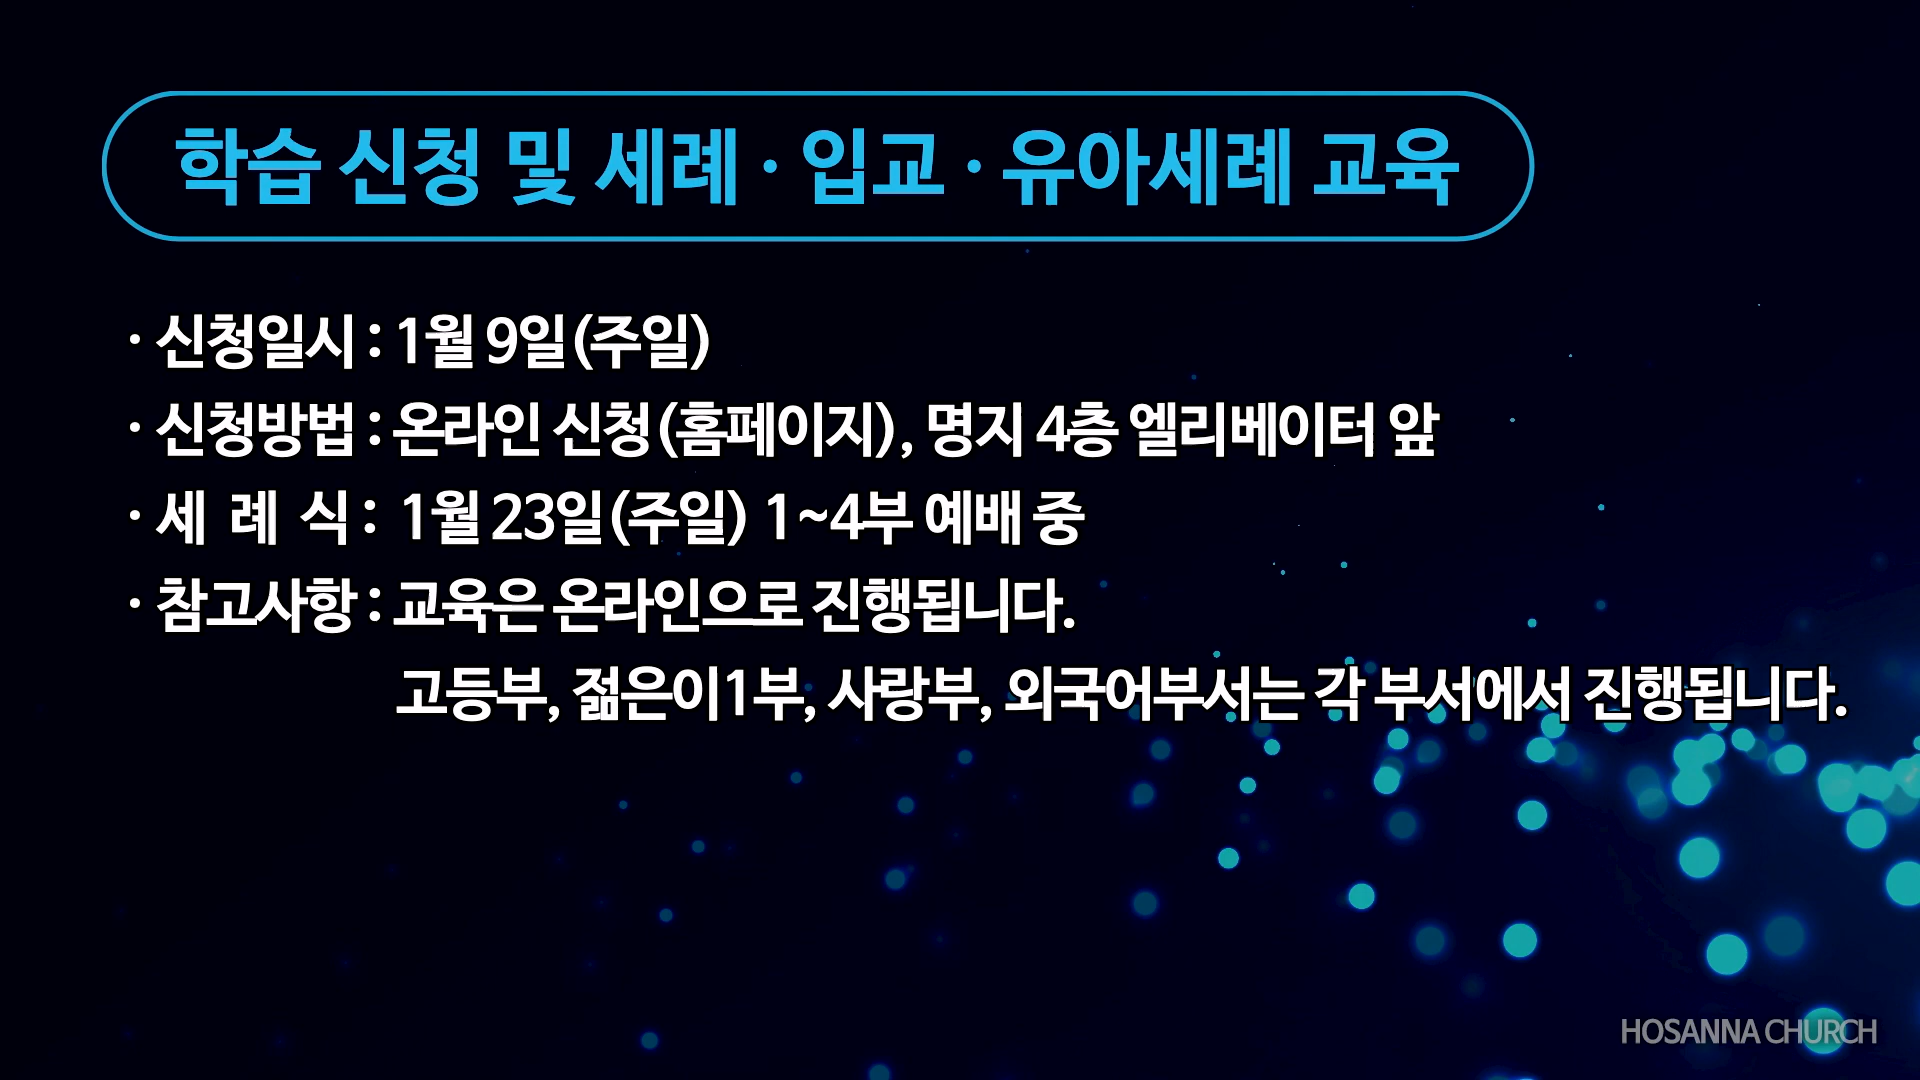 학습 신청 및 세례 · 입교 · 유아세례 교육
· 신청일시 : 1월 9일(주일)
· 신청방법 : 온라인 신청(홈페이지), 명지 4층 엘리베이터 앞
· 세 례 식 : 1월 23일(주일) 1~4부 예배 중
· 참고사항 : 교육은 온라인으로 진행됩니다.
고등부, 젊은이1부, 사랑부, 외국어부서는 각 부서에서 진행됩니다.
HOSANNA CHURCH